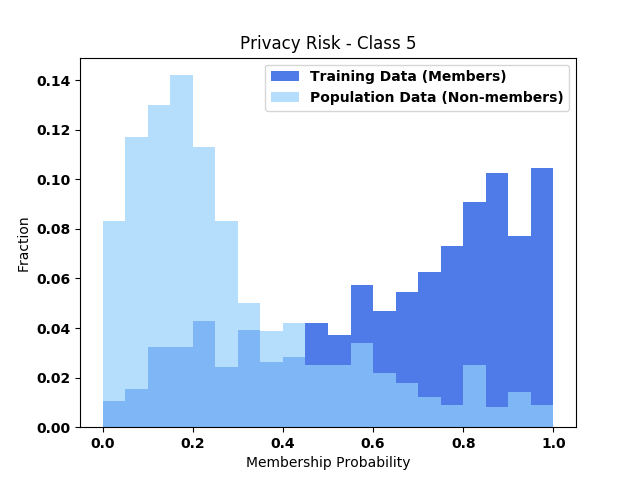 Privacy Risk - Class 5
Training Data (Members)
Population Data (Non-members)
Fraction
0.14
0.12
0.10
0.08
0.06
0.04
0.02
0.00
0.0 0.2 0.4 0.6 0.8 1.0
Membership Probability